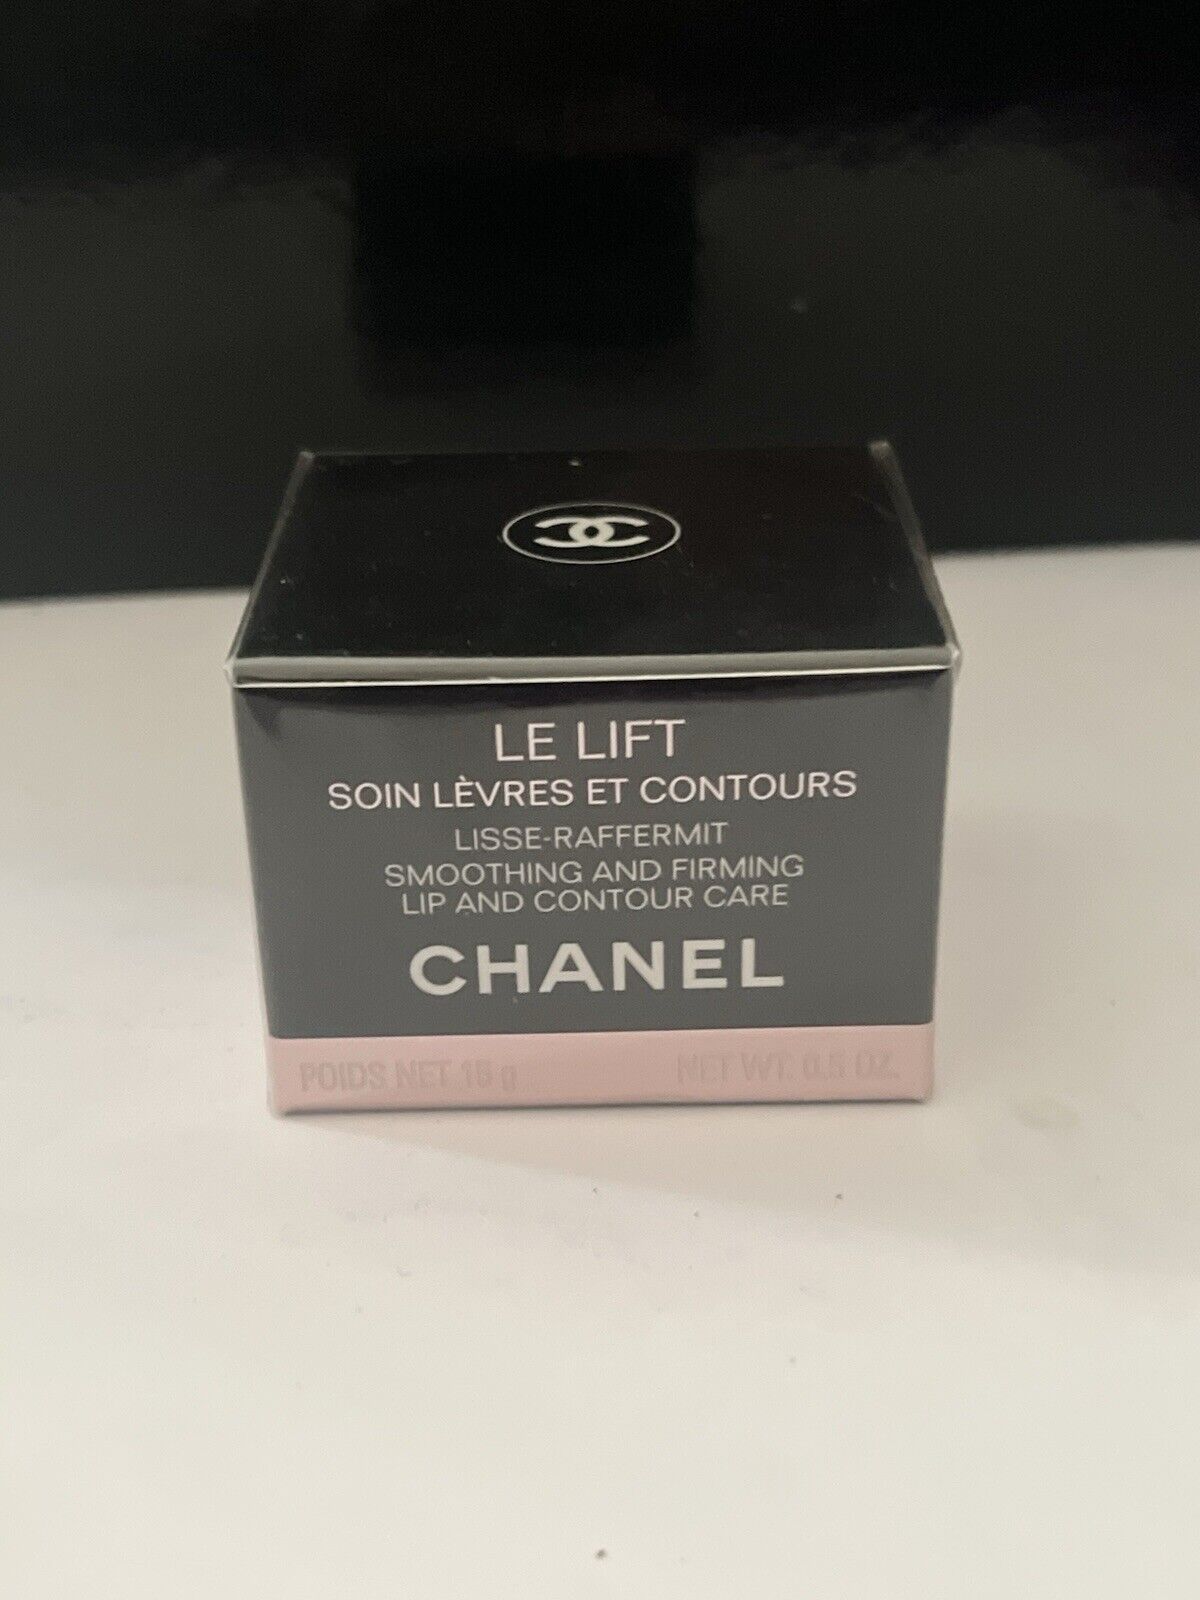 LE LIFT
SOIN LÈVRES ET CONTOURS
LISSE-RAFFERMIT
SMOOTHING AND FIRMING
LIP AND CONTOUR CARE
CHANEL
POIDS NET 15 g NET WT. 0.5 OZ.